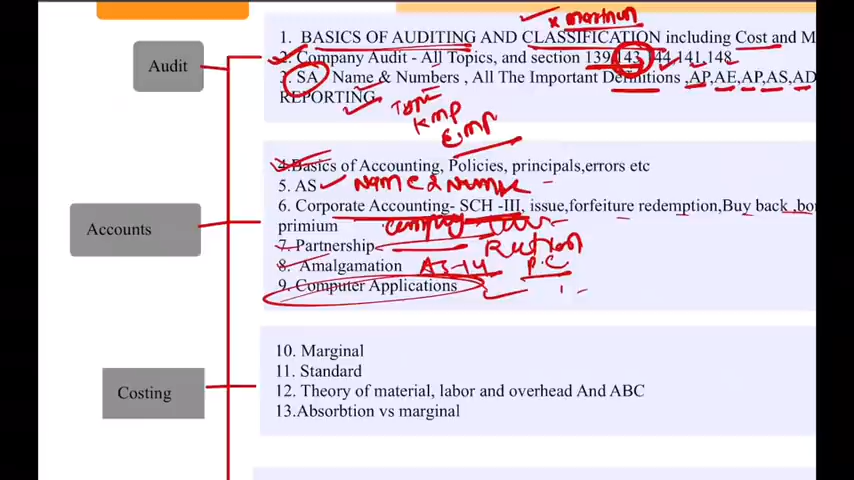 x maximum
1. BASICS OF AUDITING AND CLASSIFICATION including Cost and M
Audit
2. Company Audit - All Topics, and section 139,143,144,141,148
3. SA, Name & Numbers , All The Important Definitions ,AP,AE,AP,AS,AD
REPORTING
Type
4.Basics of Accounting, Policies, principals,errors etc
5. AS
Name & Number
6. Corporate Accounting- SCH -III, issue,forfeiture redemption,Buy back ,bon
primium
Company
Accounts
7. Partnership
8. Amalgamation
AS-14
P.C
9. Computer Applications
10. Marginal
11. Standard
Costing
12. Theory of material, labor and overhead And ABC
13.Absorbtion vs marginal